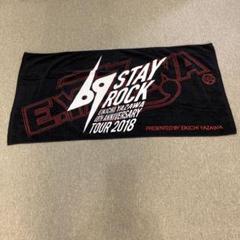 E.YAZAWA
69 STAY
ROCK
EIKICHI YAZAWA
69TH ANNIVERSARY
TOUR 2018
PRESENTED BY EIKICHI YAZAWA